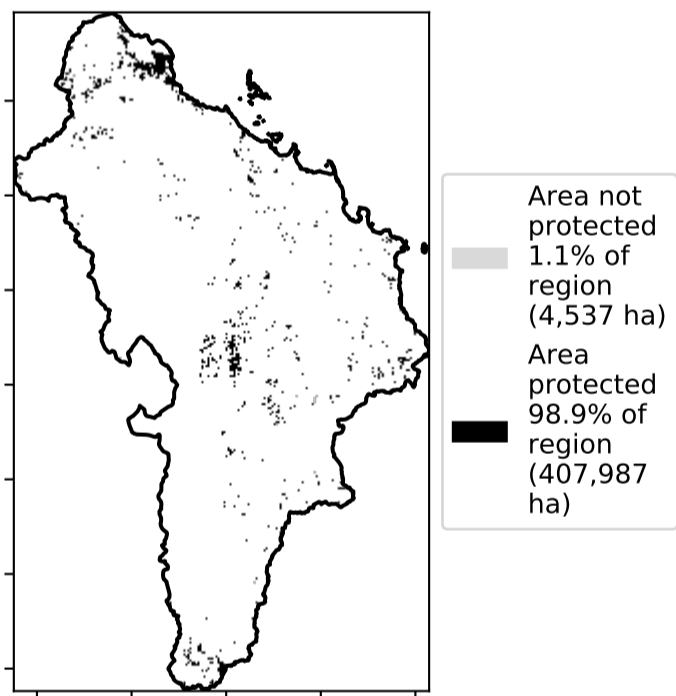 Area not
protected
1.1% of
region
(4,537 ha)
Area
protected
98.9% of
region
(407,987
ha)